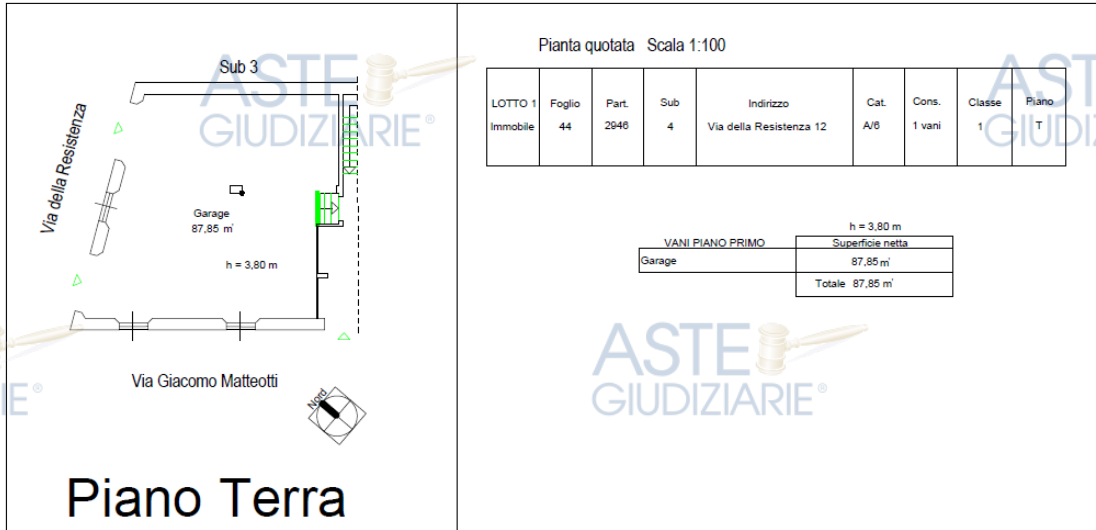 Sub 3
Via della Resistenza
Garage
87,85 m²
h = 3,80 m
Via Giacomo Matteotti
Nord
Piano Terra
Pianta quotata Scala 1:100
LOTTO 1 Foglio Part. Sub Indirizzo Cat. Cons. Classe Piano
Immobile 44 2946 4 Via della Resistenza 12 A/6 1 vani 1 T
h = 3,80 m
VANI PIANO PRIMO Superficie netta
Garage 87,85 m²
Totale 87,85 m²
ASTE
GIUDIZIARIE®
AST
GIUDIZ
ASTE
GIUDIZIARIE®
IE®